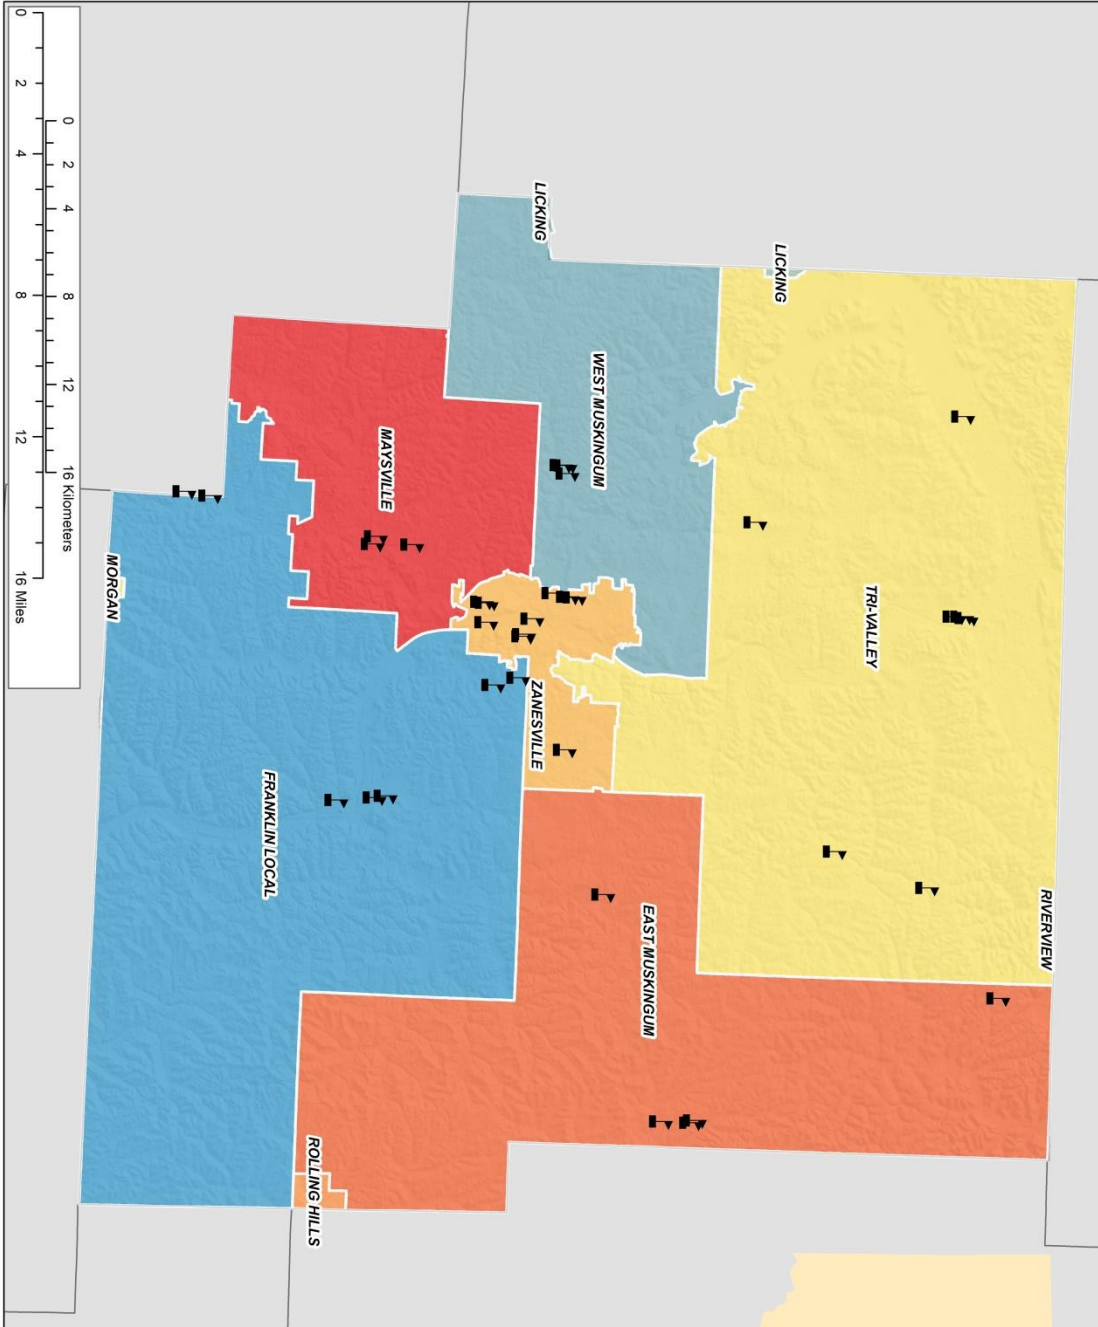 RIVERVIEW
TRI-VALLEY
LICKING
EAST MUSKINGUM
WEST MUSKINGUM
LICKING
ZANESVILLE
MAYSVILLE
ROLLING HILLS
FRANKLIN LOCAL
MORGAN
0 2 4 8 12 16 Kilometers
0 2 4 8 12 16 Miles